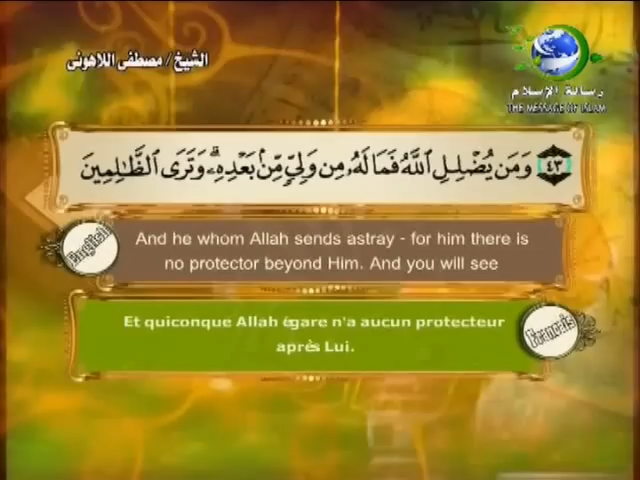 الشيخ / مصطفى اللاهونى
رسالة الإسلام
THE MESSAGE OF ISLAM
٤٣ وَمَن يُضْلِلِ ٱللَّهُ فَمَا لَهُۥ مِن وَلِىٍّ مِّنۢ بَعْدِهِۦ ۗ وَتَرَى ٱلظَّٰلِمِينَ
English
And he whom Allah sends astray - for him there is
no protector beyond Him. And you will see
Et quiconque Allah égare n'a aucun protecteur
après Lui.
Francais